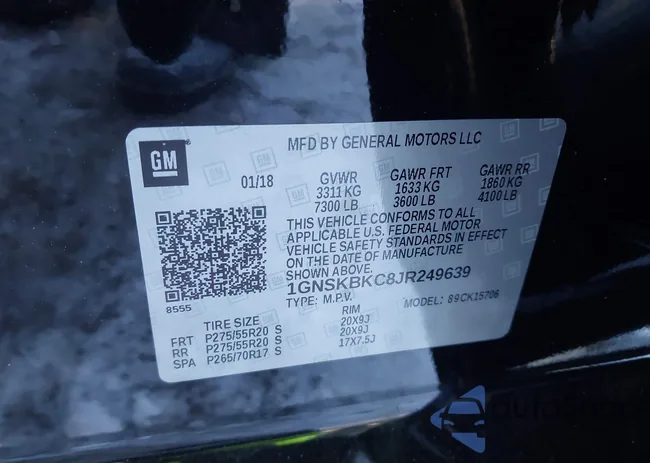 GM
MFD BY GENERAL MOTORS LLC
01/18
GVWR GAWR FRT GAWR RR
3311 KG 1633 KG 1860 KG
7300 LB 3600 LB 4100 LB
THIS VEHICLE CONFORMS TO ALL
APPLICABLE U.S. FEDERAL MOTOR
VEHICLE SAFETY STANDARDS IN EFFECT
ON THE DATE OF MANUFACTURE
SHOWN ABOVE.
1GNSKBKC8JR249639
8555
TYPE: M.P.V. MODEL: 89CK15706
TIRE SIZE RIM
FRT P275/55R20 S 20X9J
RR P275/55R20 S 20X9J
SPA P265/70R17 S 17X7.5J